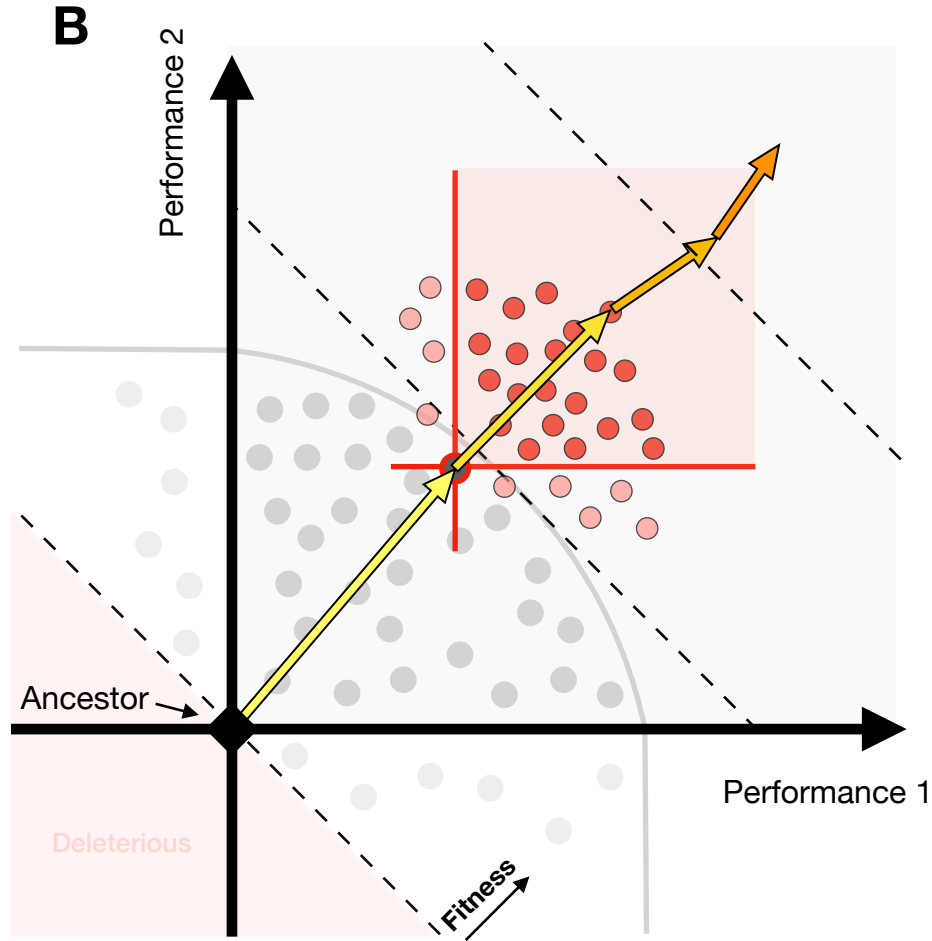 B
Performance 2
Ancestor
Performance 1
Deleterious
Fitness